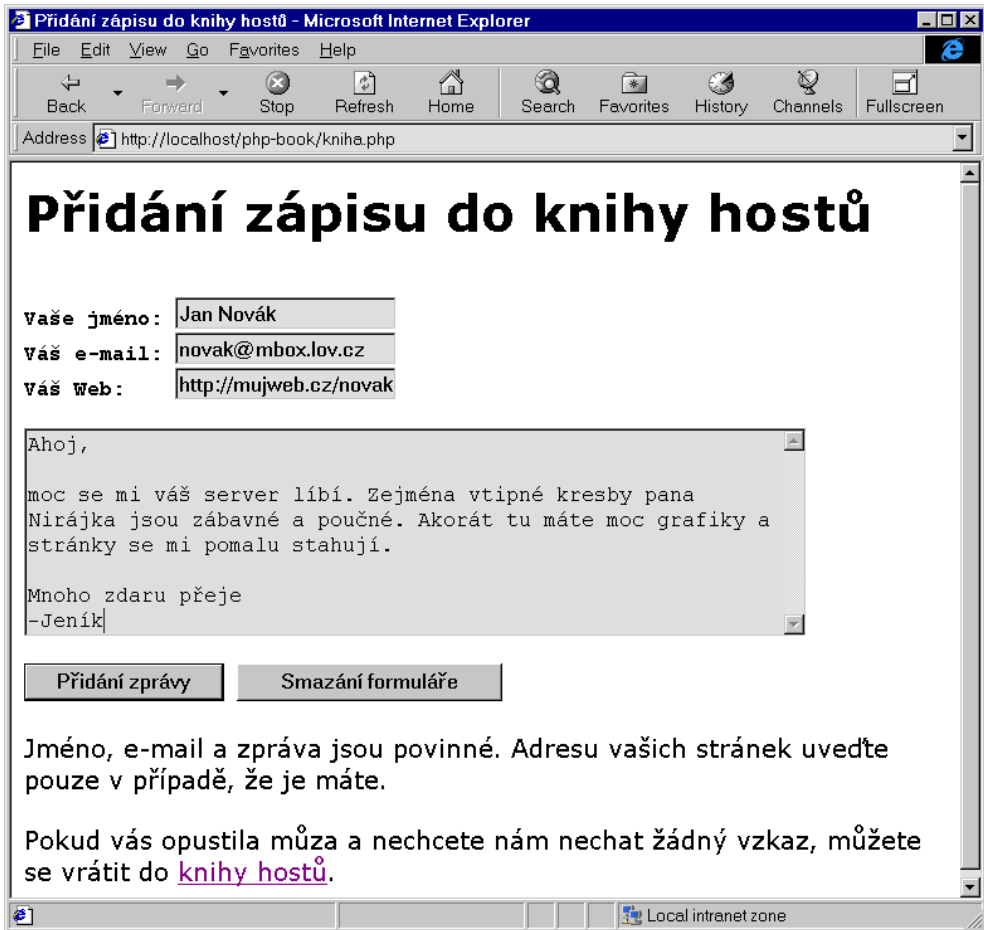 Přidání zápisu do knihy hostů - Microsoft Internet Explorer
File Edit View Go Favorites Help
Back Forward Stop Refresh Home Search Favorites History Channels Fullscreen
Address http://localhost/php-book/kniha.php
Přidání zápisu do knihy hostů
Vaše jméno: Jan Novák
Váš e-mail: novak@mbox.lov.cz
Váš Web: http://mujweb.cz/novak
Ahoj,
moc se mi váš server líbí. Zejména vtipné kresby pana
Nirájka jsou zábavné a poučné. Akorát tu máte moc grafiky a
stránky se mi pomalu stahují.
Mnoho zdaru přeje
-Jeník
Přidání zprávy Smazání formuláře
Jméno, e-mail a zpráva jsou povinné. Adresu vašich stránek uveďte
pouze v případě, že je máte.
Pokud vás opustila můza a nechcete nám nechat žádný vzkaz, můžete
se vrátit do knihy hostů.
Local intranet zone